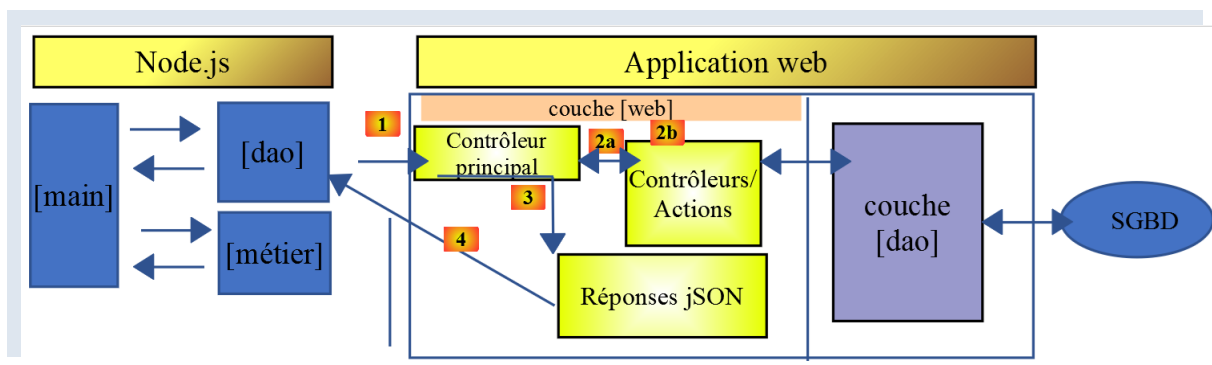 Node.js
Application web
couche [web]
[main]
[dao]
[métier]
1
Contrôleur
principal
2a
2b
Contrôleurs/
Actions
3
4
Réponses jSON
couche
[dao]
SGBD